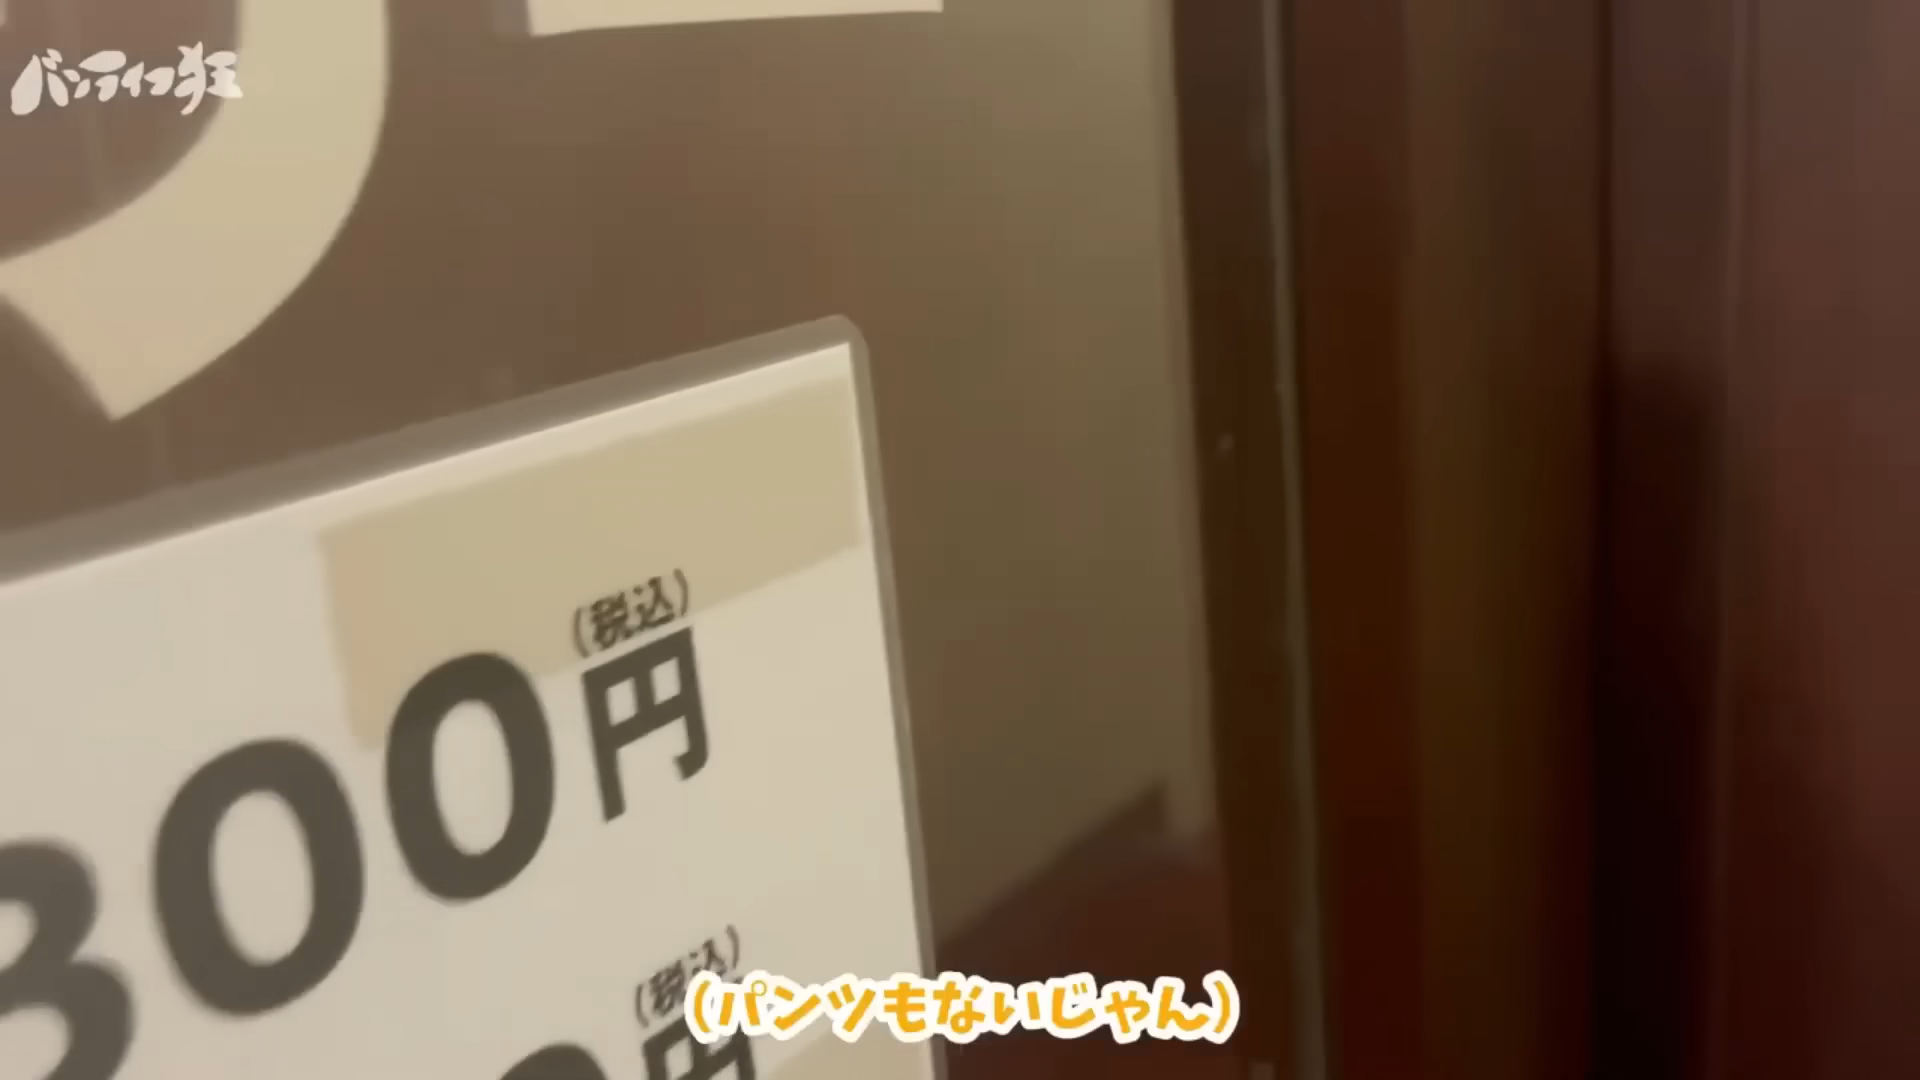 バンライフ狂
(税込)
300円
(税込)
円
(パンツもないじゃん)